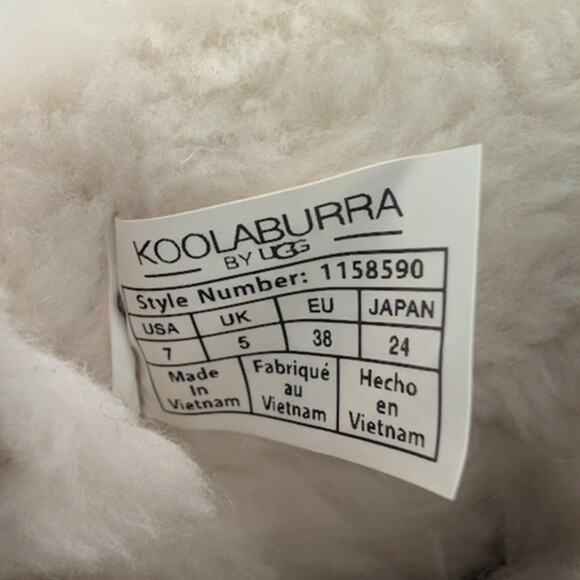 KOOLABURRA
BY UGG
Style Number: 1158590
USA UK EU JAPAN
7 5 38 24
Made Fabriqué Hecho
In au en
Vietnam Vietnam Vietnam